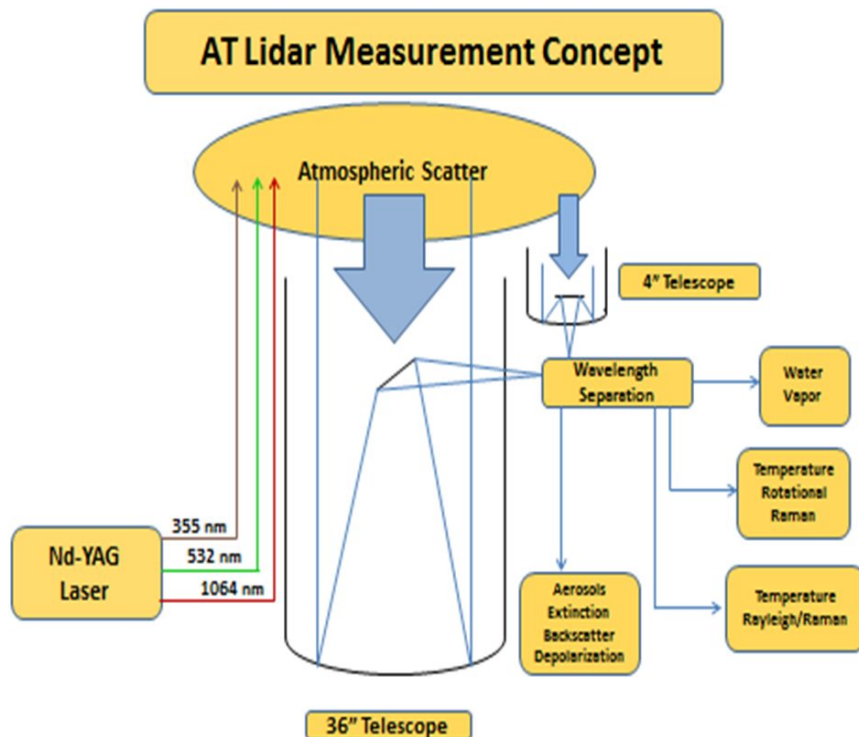 AT Lidar Measurement Concept
Atmospheric Scatter
4” Telescope
Wavelength
Separation
Water
Vapor
Temperature
Rotational
Raman
355 nm
532 nm
1064 nm
Nd-YAG
Laser
Aerosols
Extinction
Backscatter
Depolarization
Temperature
Rayleigh/Raman
36” Telescope